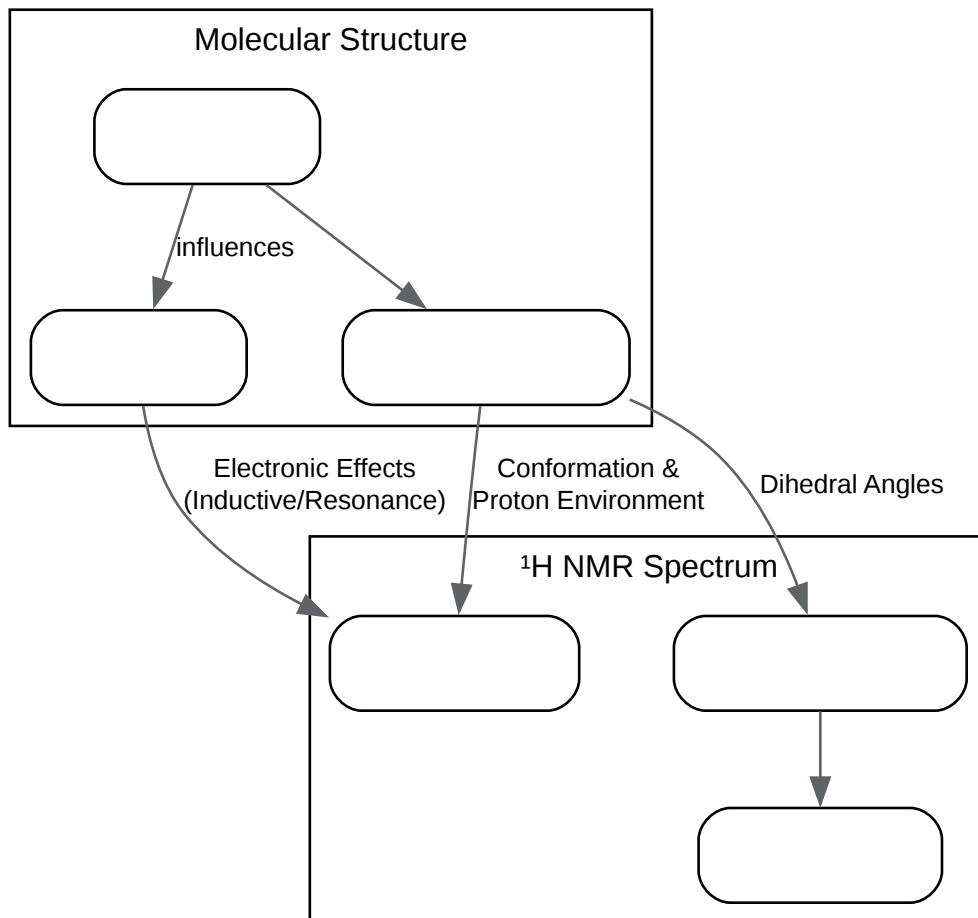 Molecular Structure
influences
Electronic Effects
(Inductive/Resonance)
Conformation &
Proton Environment
Dihedral Angles
¹H NMR Spectrum